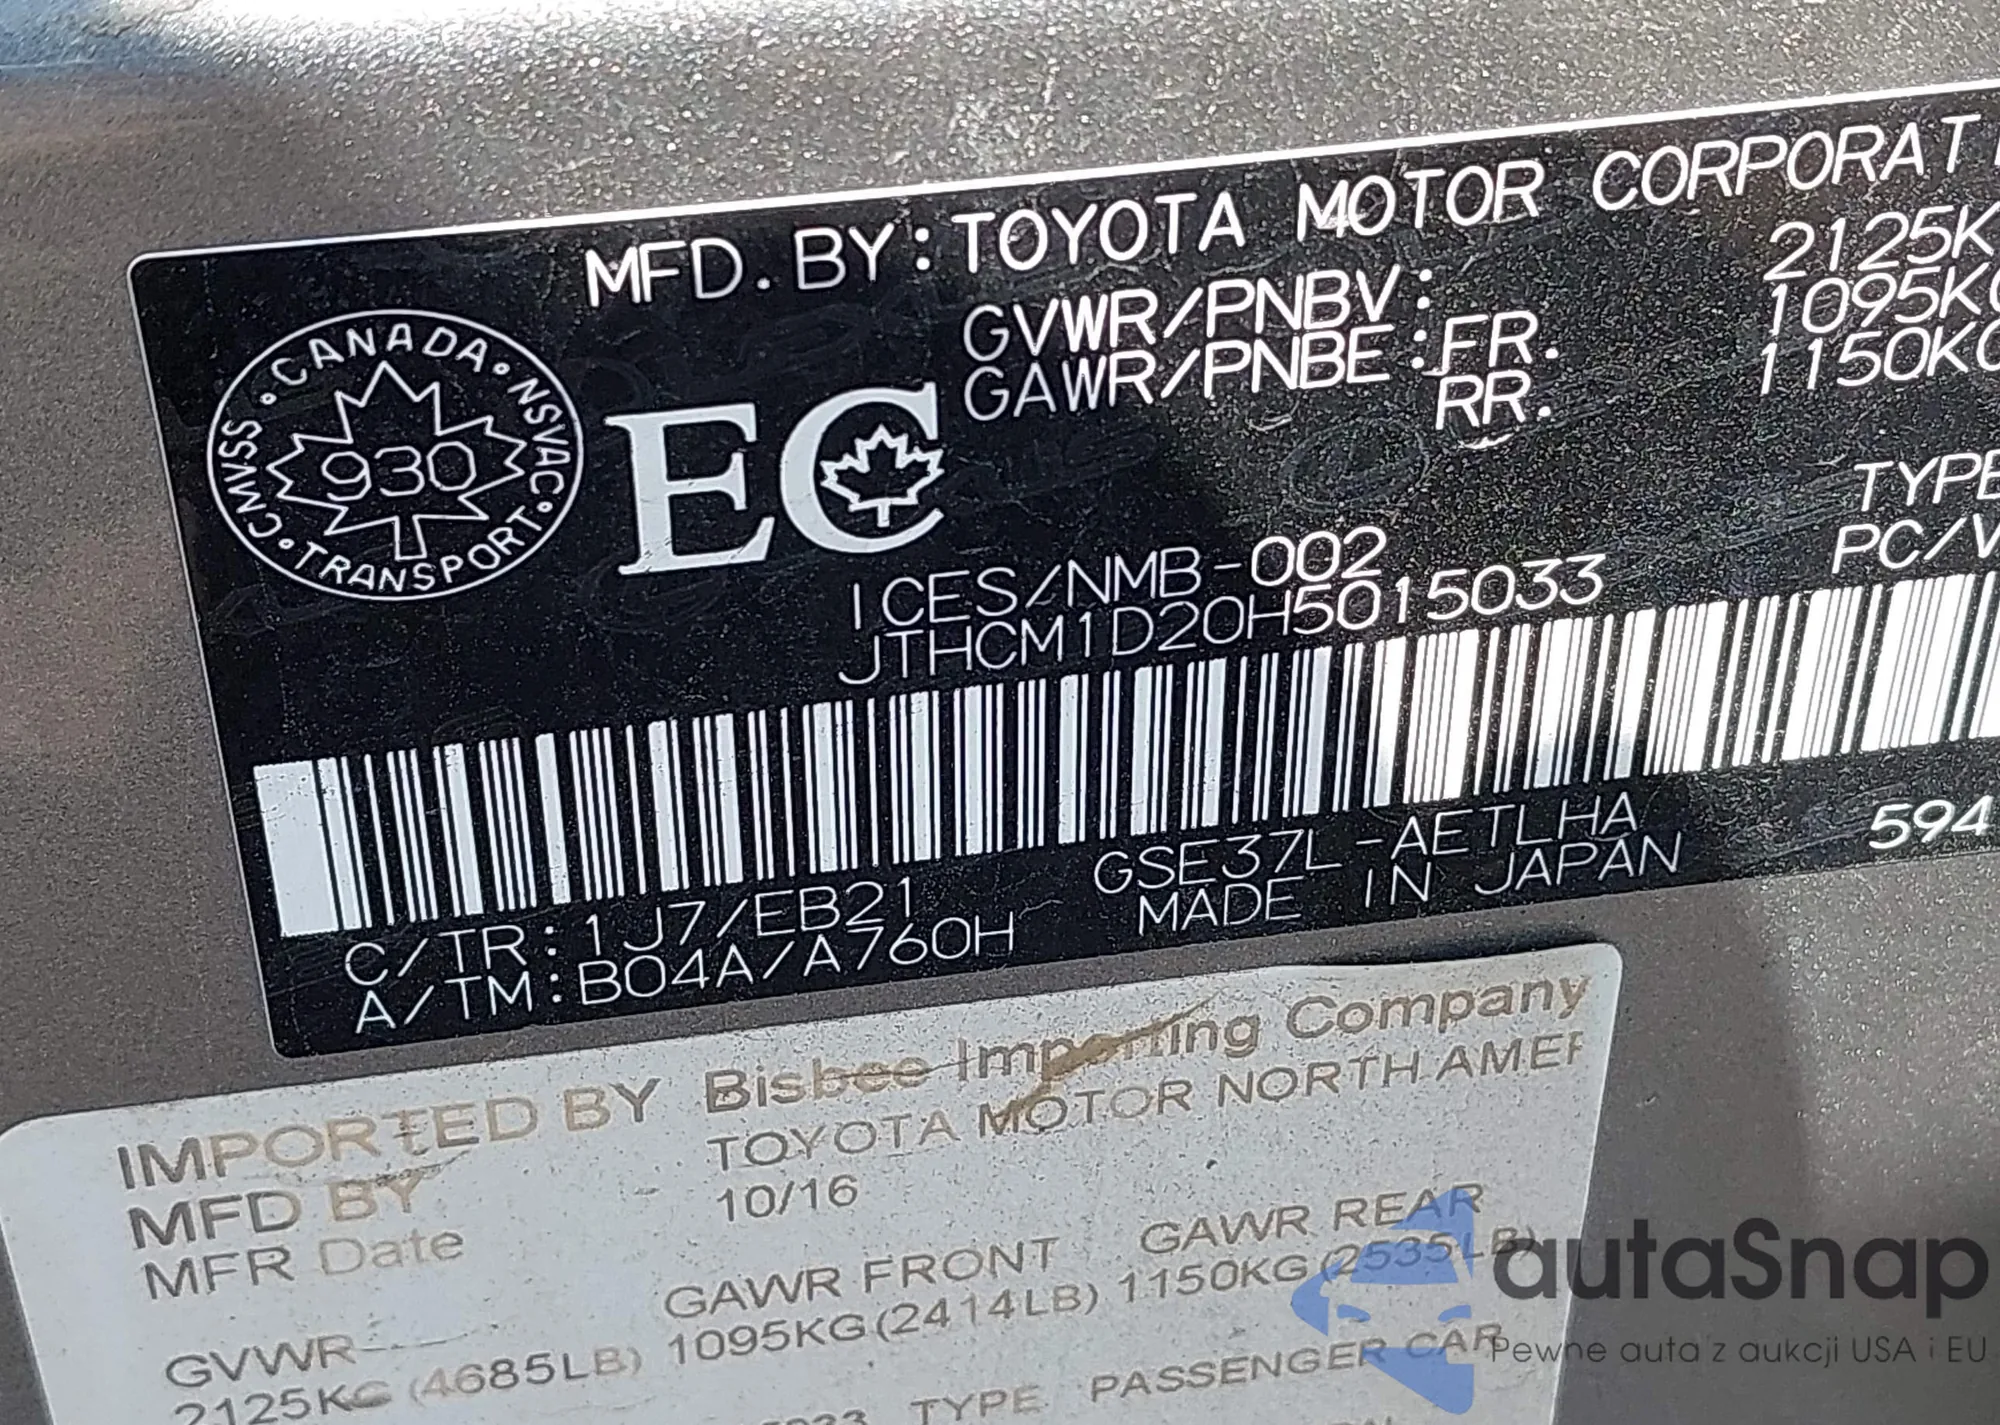 MFD. BY: TOYOTA MOTOR CORPORATI
GVWR/PNBV: 2125K
GAWR/PNBE: FR. 1095KG
RR. 1150KG
CANADA · NSVAC · TRANSPORT · CMVSS ·
930
EC
TYPE
ICES/NMB-002
PC/V
JTHCM1D20H5015033
594
GSE37L-AETLHA
C/TR: 1J7/EB21
MADE IN JAPAN
A/TM: B04A/A760H
IMPORTED BY Bisbee Importing Company
MFD BY TOYOTA MOTOR NORTH AMER
MFR Date 10/16
GVWR GAWR FRONT GAWR REAR
2125KG (4685LB) 1095KG(2414LB) 1150KG(2535LB)
5033 TYPE PASSENGER CAR
autaSnap
Pewne auta z aukcji USA i EU